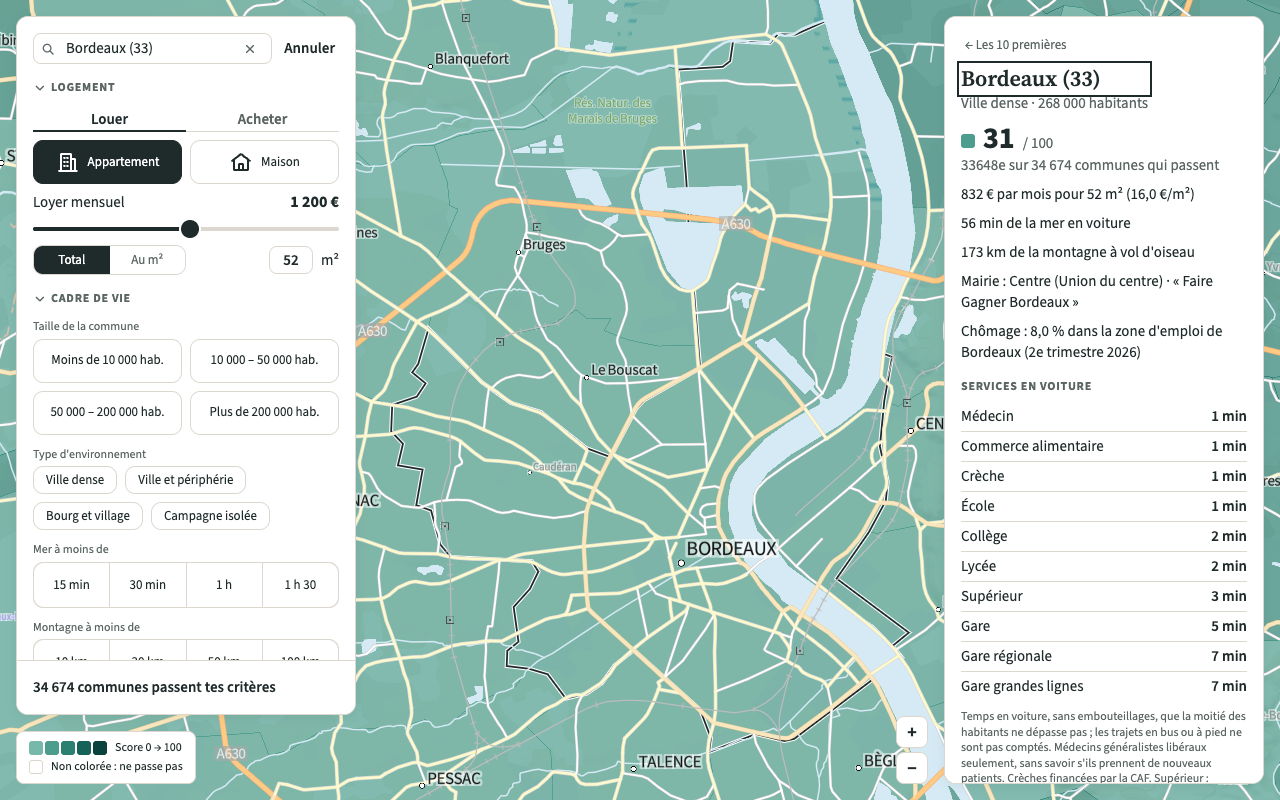 Bordeaux (33)
Annuler
LOGEMENT
Louer
Acheter
Appartement
Maison
Loyer mensuel
1 200 €
Total
Au m²
52
m²
CADRE DE VIE
Taille de la commune
Moins de 10 000 hab.
10 000 – 50 000 hab.
50 000 – 200 000 hab.
Plus de 200 000 hab.
Type d'environnement
Ville dense
Ville et périphérie
Bourg et village
Campagne isolée
Mer à moins de
15 min
30 min
1 h
1 h 30
Montagne à moins de
34 674 communes passent tes critères
Score 0 → 100
Non colorée : ne passe pas
Blanquefort
Rés. Natur. des
Marais de Bruges
A630
Bruges
A630
Le Bouscat
Caudéran
BORDEAUX
A630
PESSAC
TALENCE
+
−
← Les 10 premières
Bordeaux (33)
Ville dense · 268 000 habitants
31 / 100
33648e sur 34 674 communes qui passent
832 € par mois pour 52 m² (16,0 €/m²)
56 min de la mer en voiture
173 km de la montagne à vol d'oiseau
Mairie : Centre (Union du centre) · « Faire
Gagner Bordeaux »
Chômage : 8,0 % dans la zone d'emploi de
Bordeaux (2e trimestre 2026)
SERVICES EN VOITURE
Médecin 1 min
Commerce alimentaire 1 min
Crèche 1 min
École 1 min
Collège 2 min
Lycée 2 min
Supérieur 3 min
Gare 5 min
Gare régionale 7 min
Gare grandes lignes 7 min
Temps en voiture, sans embouteillages, que la moitié des
habitants ne dépasse pas ; les trajets en bus ou à pied ne
sont pas comptés. Médecins généralistes libéraux
seulement, sans savoir s'ils prennent de nouveaux
patients. Crèches financées par la CAF. Supérieur :